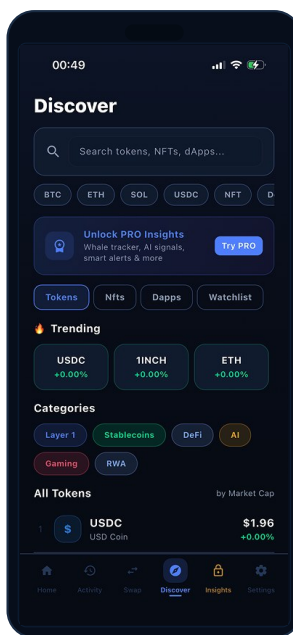 00:49
Discover
Search tokens, NFTs, dApps...
BTC ETH SOL USDC NFT D
Unlock PRO Insights
Whale tracker, AI signals,
smart alerts & more
Try PRO
Tokens Nfts Dapps Watchlist
Trending
USDC 1INCH ETH
+0.00% +0.00% +0.00%
Categories
Layer 1 Stablecoins DeFi AI
Gaming RWA
All Tokens by Market Cap
1 $ USDC $1.96
USD Coin +0.00%
Home Activity Swap Discover Insights Settings